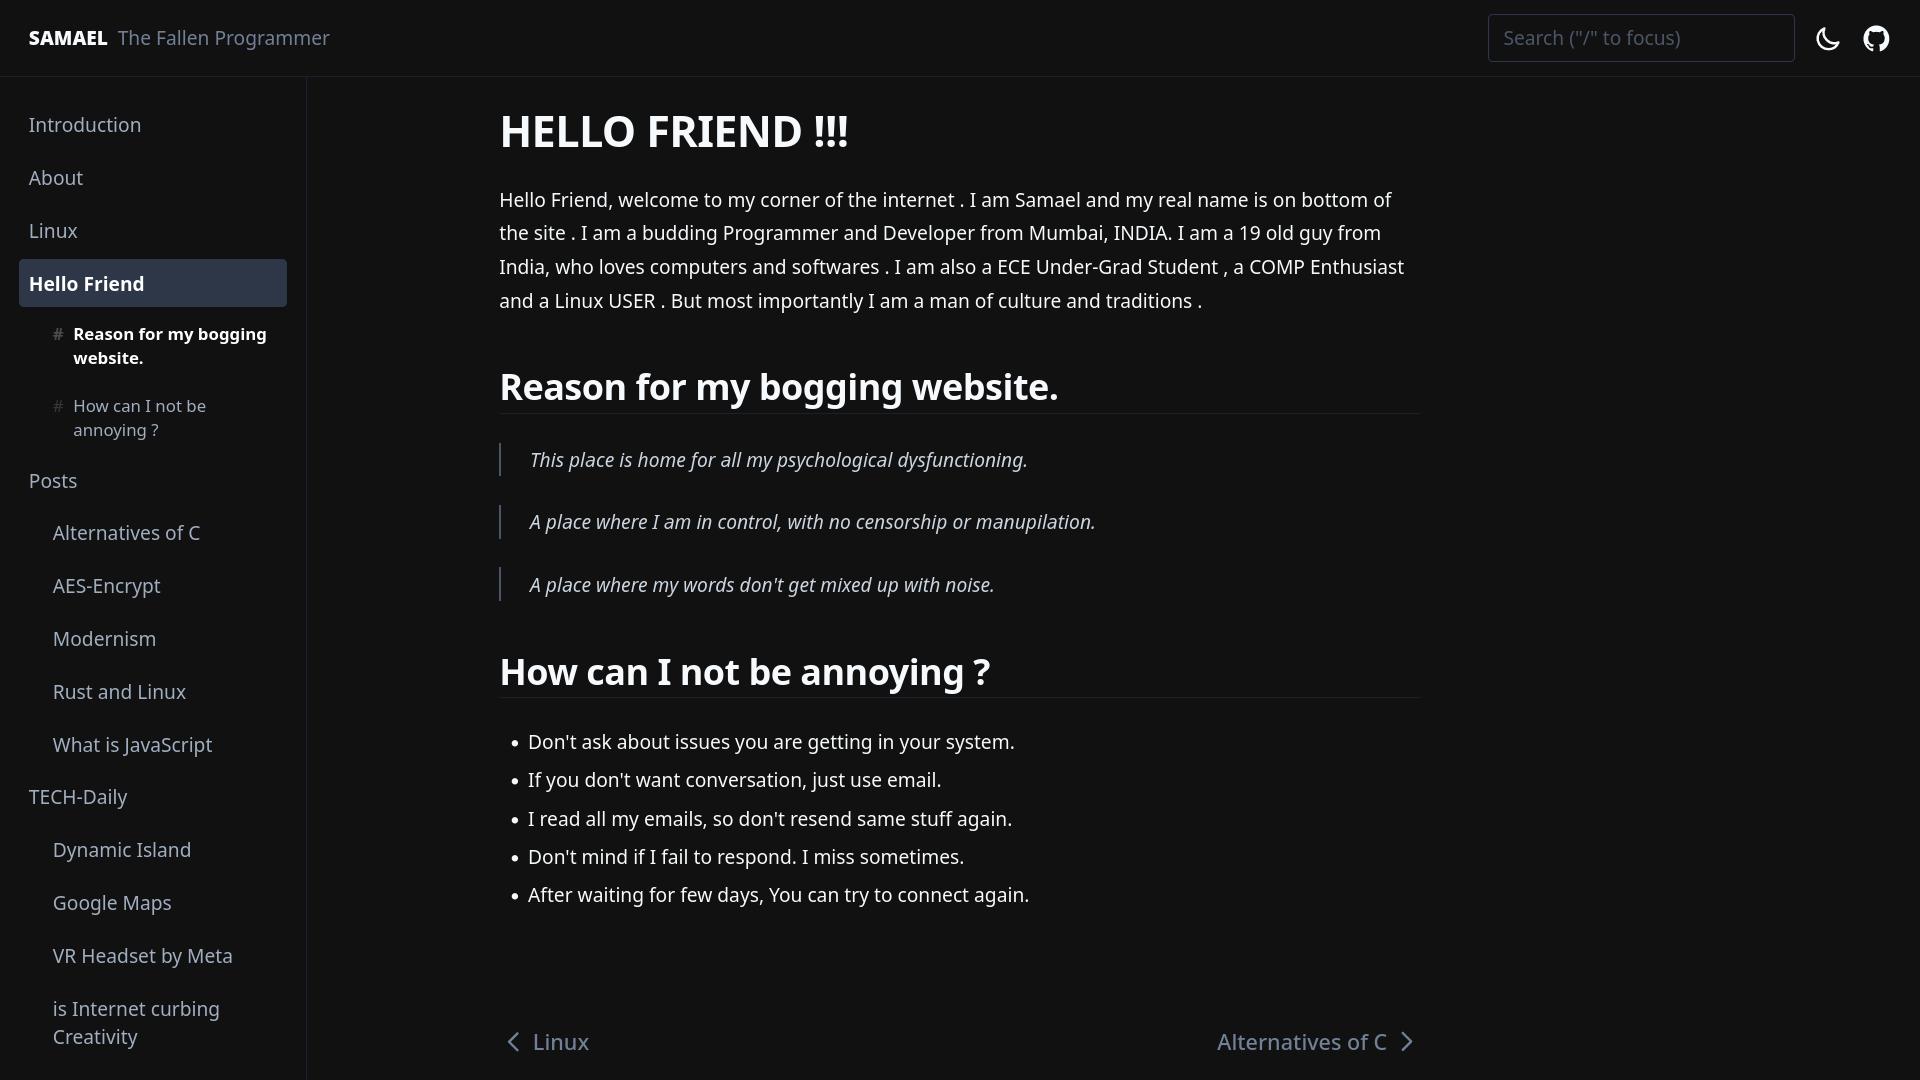 SAMAEL The Fallen Programmer
Search ("/" to focus)
Introduction
About
Linux
Hello Friend
# Reason for my bogging
website.
# How can I not be
annoying ?
Posts
Alternatives of C
AES-Encrypt
Modernism
Rust and Linux
What is JavaScript
TECH-Daily
Dynamic Island
Google Maps
VR Headset by Meta
is Internet curbing
Creativity
HELLO FRIEND !!!
Hello Friend, welcome to my corner of the internet . I am Samael and my real name is on bottom of
the site . I am a budding Programmer and Developer from Mumbai, INDIA. I am a 19 old guy from
India, who loves computers and softwares . I am also a ECE Under-Grad Student , a COMP Enthusiast
and a Linux USER . But most importantly I am a man of culture and traditions .
Reason for my bogging website.
This place is home for all my psychological dysfunctioning.
A place where I am in control, with no censorship or manupilation.
A place where my words don't get mixed up with noise.
How can I not be annoying ?
• Don't ask about issues you are getting in your system.
• If you don't want conversation, just use email.
• I read all my emails, so don't resend same stuff again.
• Don't mind if I fail to respond. I miss sometimes.
• After waiting for few days, You can try to connect again.
Linux
Alternatives of C